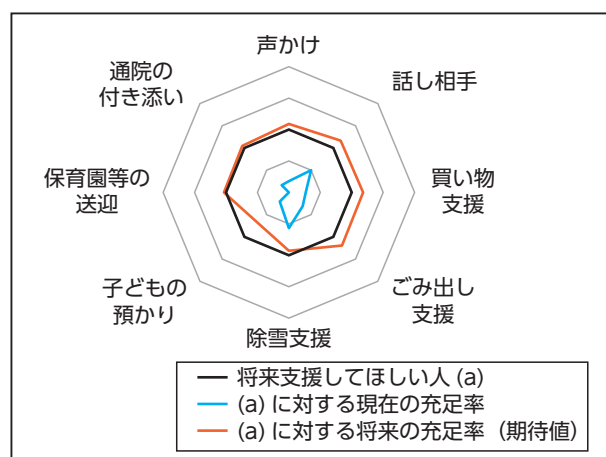 声かけ
話し相手
買い物
支援
ごみ出し
支援
除雪支援
子どもの
預かり
保育園等の
送迎
通院の
付き添い
将来支援してほしい人 (a)
(a) に対する現在の充足率
(a) に対する将来の充足率（期待値）